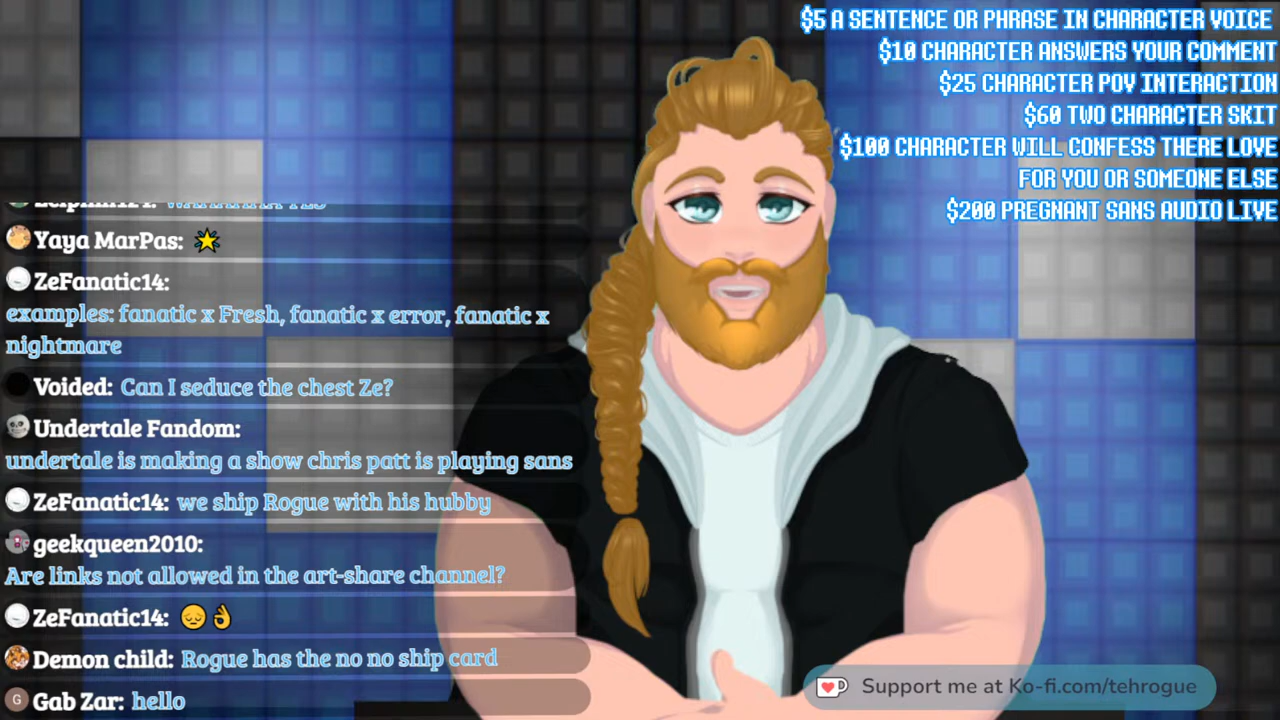 $5 A SENTENCE OR PHRASE IN CHARACTER VOICE
$10 CHARACTER ANSWERS YOUR COMMENT
$25 CHARACTER POV INTERACTION
$60 TWO CHARACTER SKIT
$100 CHARACTER WILL CONFESS THERE LOVE
FOR YOU OR SOMEONE ELSE
$200 PREGNANT SANS AUDIO LIVE
Yaya MarPas: 🌟
ZeFanatic14:
examples: fanatic x Fresh, fanatic x error, fanatic x
nightmare
Voided: Can I seduce the chest Ze?
Undertale Fandom:
undertale is making a show chris patt is playing sans
ZeFanatic14: we ship Rogue with his hubby
geekqueen2010:
Are links not allowed in the art-share channel?
ZeFanatic14: 😔👌
Demon child: Rogue has the no no ship card
G Gab Zar: hello
Support me at Ko-fi.com/tehrogue